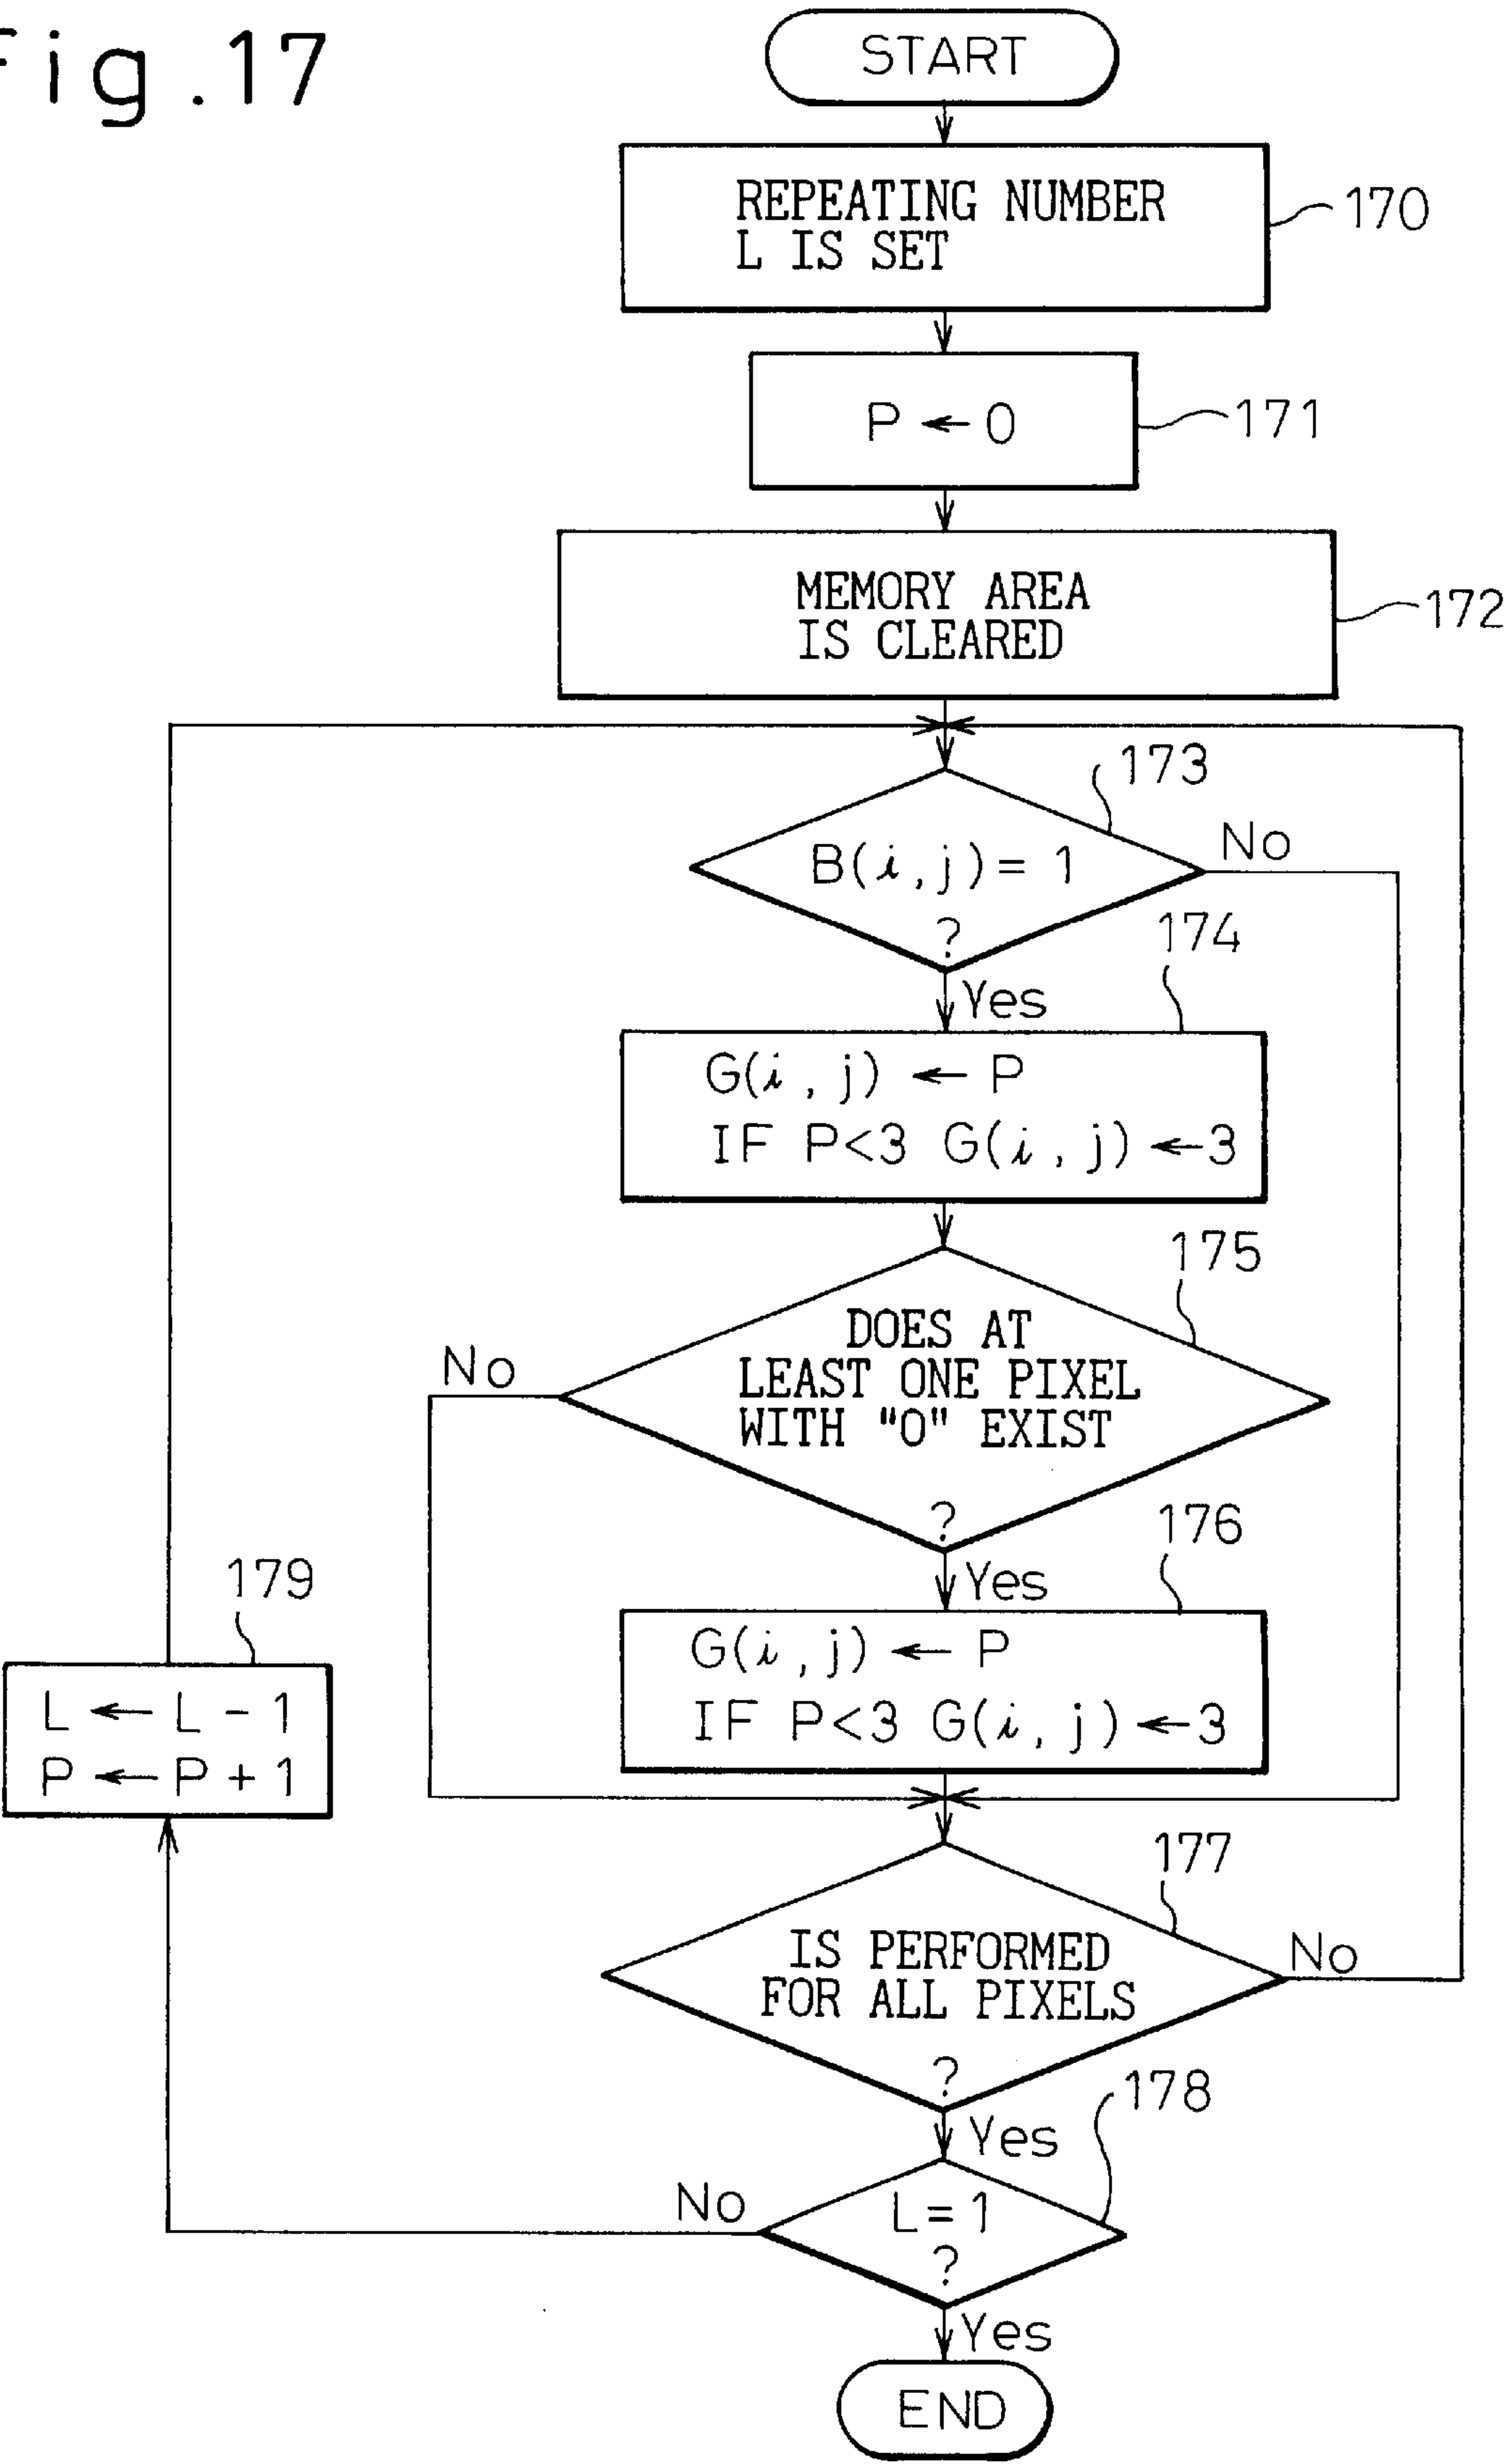 Fig.17
START
REPEATING NUMBER
L IS SET
170
P ← 0
171
MEMORY AREA
IS CLEARED
172
173
B(i,j) = 1
?
No
Yes
174
G(i,j) ← P
IF P<3 G(i,j) ← 3
175
DOES AT
LEAST ONE PIXEL
WITH "0" EXIST
?
No
Yes
176
G(i,j) ← P
IF P<3 G(i,j) ← 3
179
L ← L - 1
P ← P + 1
177
IS PERFORMED
FOR ALL PIXELS
?
No
Yes
178
L = 1
?
No
Yes
END